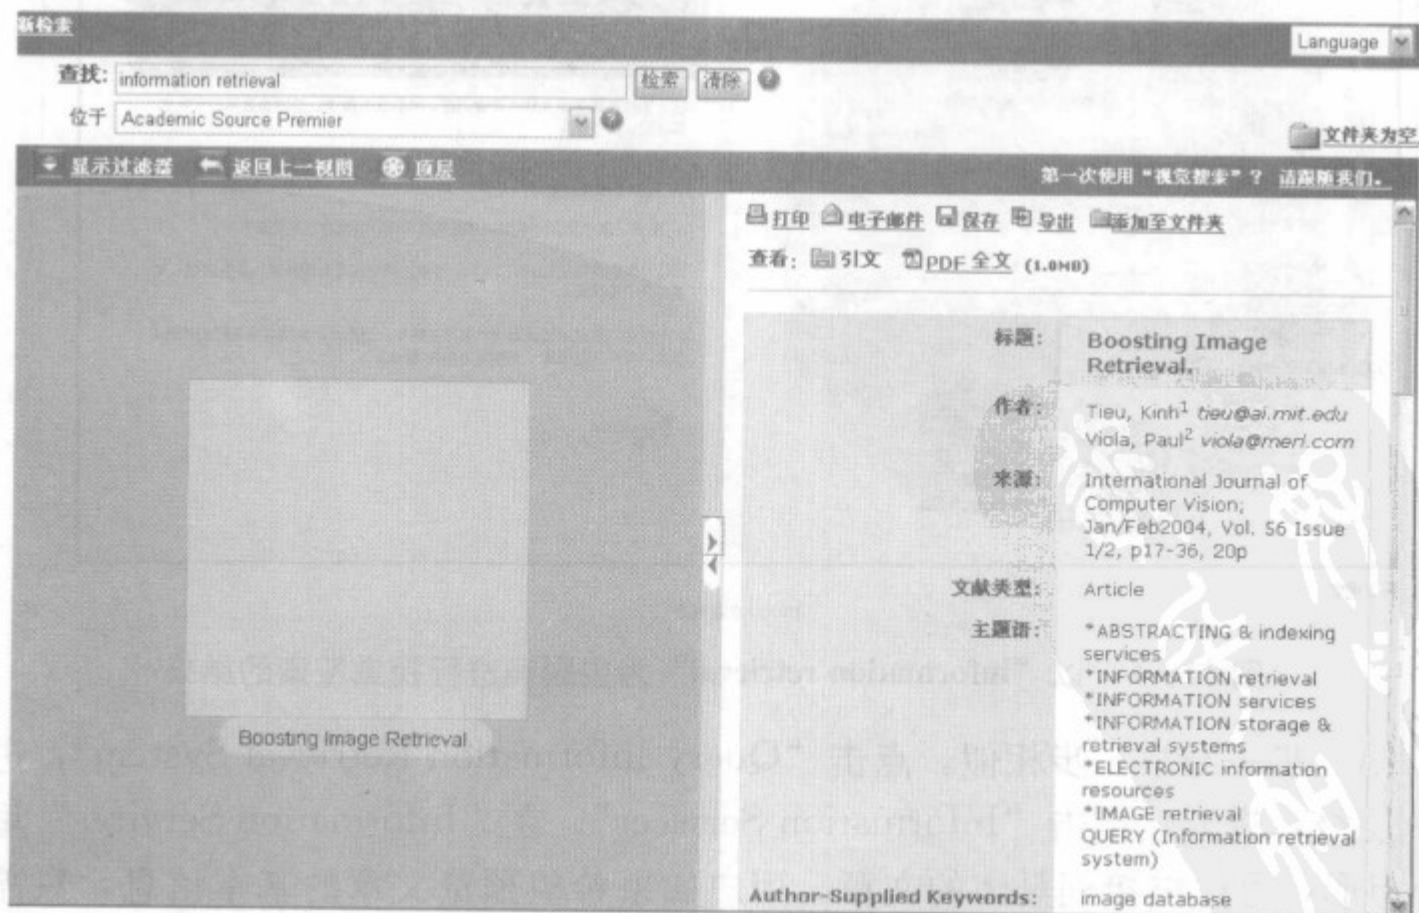 新检索
Language
查找: information retrieval 检索 清除
位于 Academic Source Premier
文件夹为空
显示过滤器 返回上一视图 顶层
第一次使用“视觉搜索”? 请跟随我们。
打印 电子邮件 保存 导出 添加至文件夹
查看: 引文 PDF 全文 (1.0MB)
标题: Boosting Image
Retrieval.
作者: Tieu, Kinh1 tieu@ai.mit.edu
Viola, Paul2 viola@merl.com
来源: International Journal of
Computer Vision;
Jan/Feb2004, Vol. 56 Issue
1/2, p17-36, 20p
文献类型: Article
主题语: *ABSTRACTING & indexing
services
*INFORMATION retrieval
*INFORMATION services
*INFORMATION storage &
retrieval systems
*ELECTRONIC information
resources
*IMAGE retrieval
QUERY (Information retrieval
system)
Author-Supplied Keywords: image database
Boosting Image Retrieval.